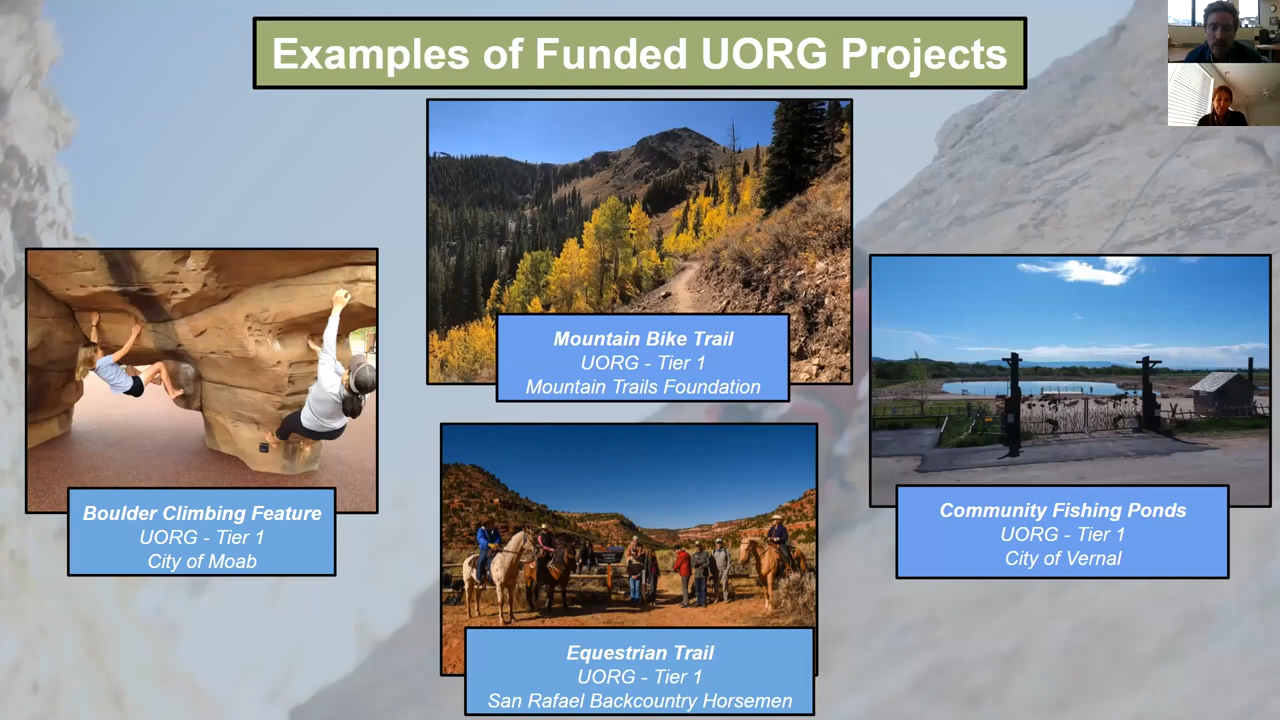 Examples of Funded UORG Projects
Mountain Bike Trail
UORG - Tier 1
Mountain Trails Foundation
Boulder Climbing Feature
UORG - Tier 1
City of Moab
Community Fishing Ponds
UORG - Tier 1
City of Vernal
Equestrian Trail
UORG - Tier 1
San Rafael Backcountry Horsemen